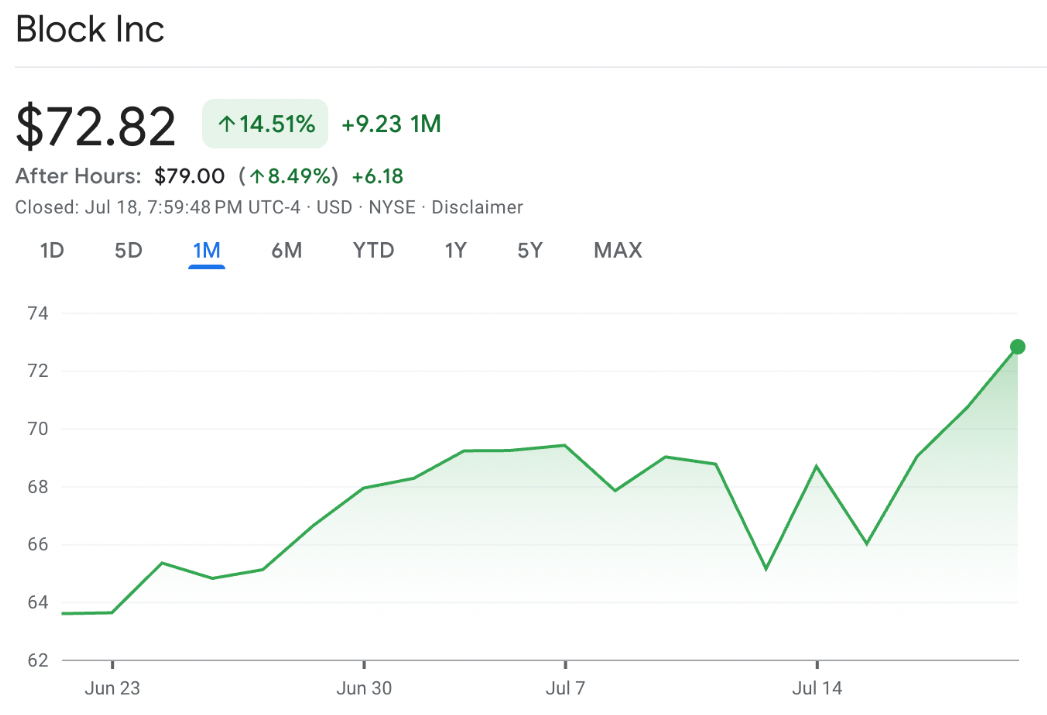 Block Inc
$72.82 ↑14.51% +9.23 1M
After Hours: $79.00 (↑8.49%) +6.18
Closed: Jul 18, 7:59:48 PM UTC-4 · USD · NYSE · Disclaimer
1D 5D 1M 6M YTD 1Y 5Y MAX
74
72
70
68
66
64
62
Jun 23 Jun 30 Jul 7 Jul 14